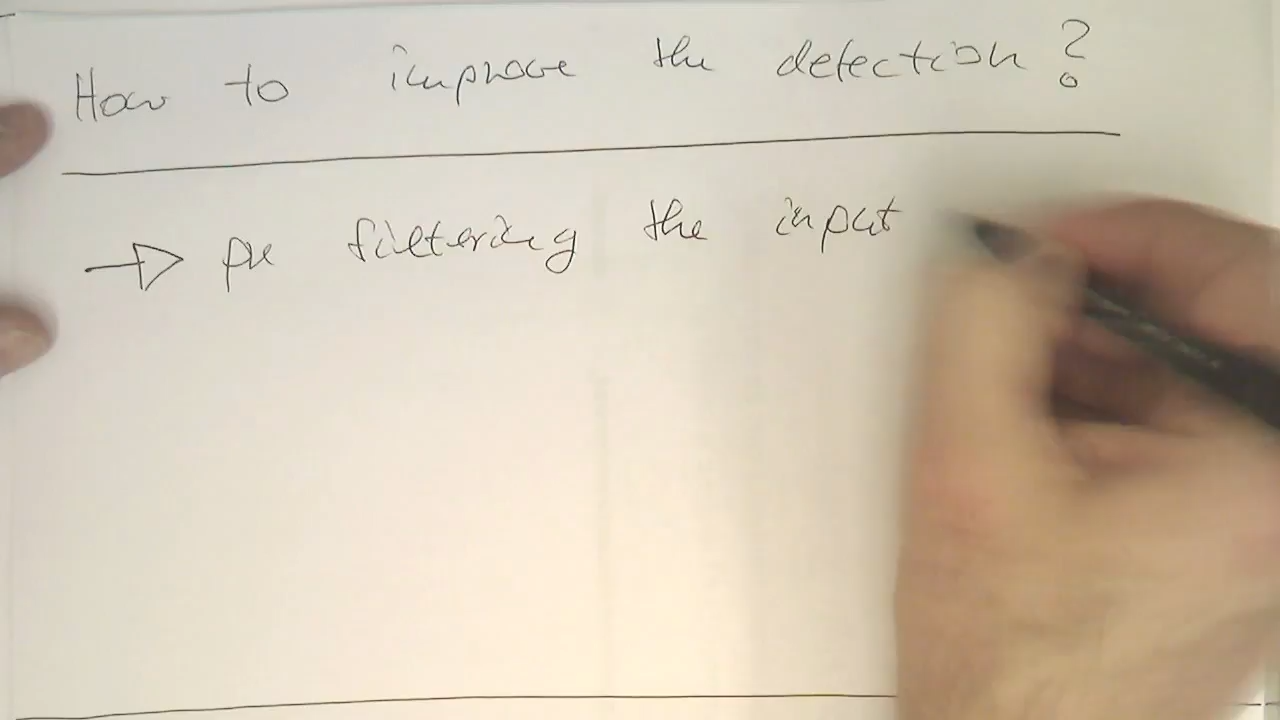 How to improve the detection?
→ pre filtering the input